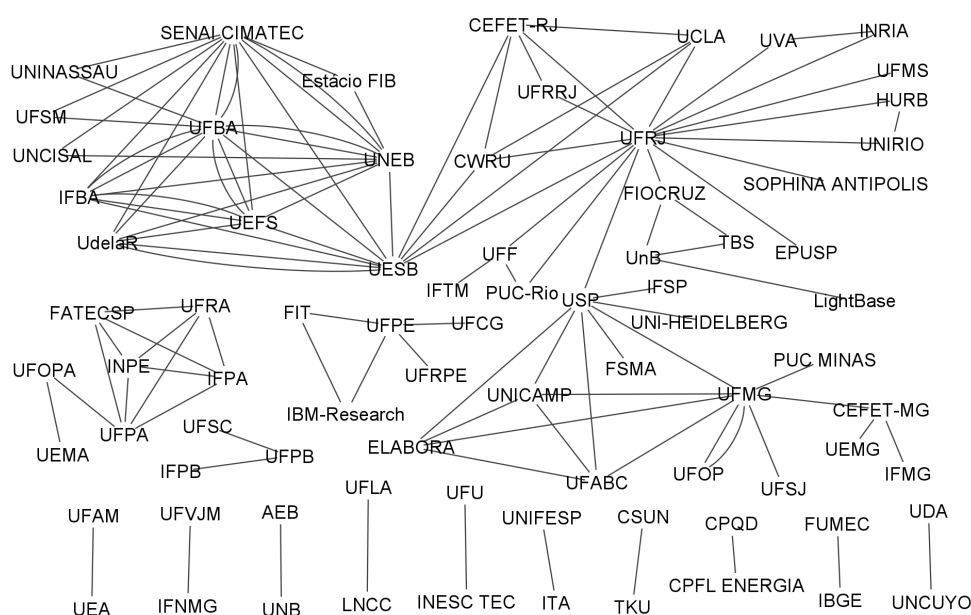 SENAI CIMATEC
CEFET-RJ
UCLA
UVA
INRIA
UNINASSAU
Estácio FIB
UFRRJ
UFMS
UFSM
UFBA
HURB
UFRJ
UNIRIO
UNCISAL
UNEB
CWRU
IFBA
FIOCRUZ
SOPHINA ANTIPOLIS
UEFS
UdelaR
UESB
UFF
UnB
TBS
EPUSP
IFTM
PUC-Rio
USP
IFSP
LightBase
FATECSP
UFRA
FIT
UFPE
UFCG
UNI-HEIDELBERG
UFOPA
INPE
IFPA
UFRPE
FSMA
PUC MINAS
UNICAMP
UFMG
IBM-Research
CEFET-MG
UFPA
UFSC
ELABORA
UEMG
UEMA
IFPB
UFPB
UFABC
UFOP
UFSJ
IFMG
UFAM
UFVJM
AEB
UFLA
UFU
UNIFESP
CSUN
CPQD
FUMEC
UDA
UEA
IFNMG
UNB
LNCC
INESC TEC
ITA
TKU
CPFL ENERGIA
IBGE
UNCUYO